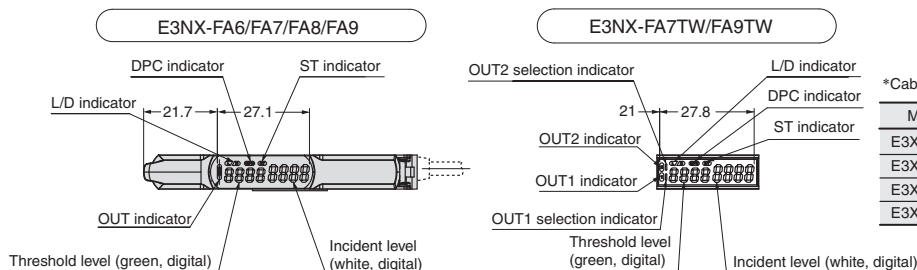 E3NX-FA6/FA7/FA8/FA9
DPC indicator
ST indicator
L/D indicator
21.7
27.1
OUT indicator
Threshold level (green, digital)
Incident level
(white, digital)
E3NX-FA7TW/FA9TW
OUT2 selection indicator
L/D indicator
DPC indicator
ST indicator
21
27.8
OUT2 indicator
OUT1 indicator
OUT1 selection indicator
Threshold level
(green, digital)
Incident level (white, digital)
*Cab
M
E3X
E3X
E3X
E3X